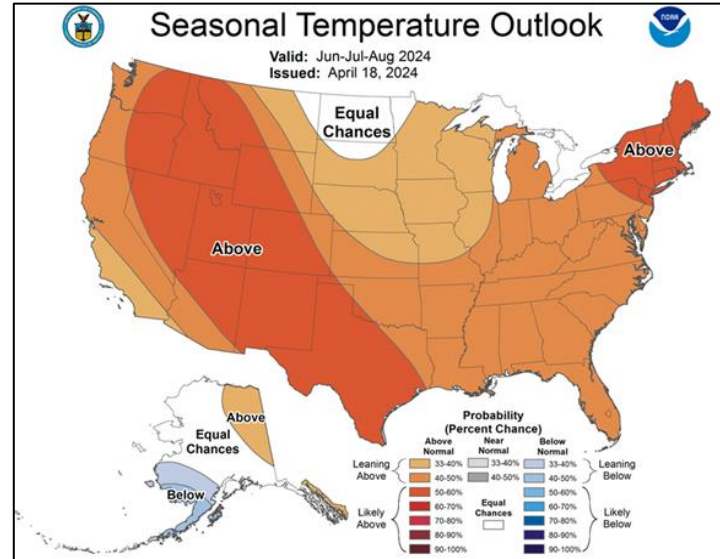 Seasonal Temperature Outlook
NOAA
Valid: Jun-Jul-Aug 2024
Issued: April 18, 2024
Equal
Chances
Above
Above
Above
Equal
Chances
Below
Probability
(Percent Chance)
Above
Normal
Near
Normal
Below
Normal
Leaning
Above
33-40%
33-40%
33-40%
Leaning
Below
40-50%
40-50%
40-50%
Likely
Above
50-60%
60-70%
70-80%
80-90%
90-100%
Equal
Chances
50-60%
60-70%
70-80%
80-90%
90-100%
Likely
Below